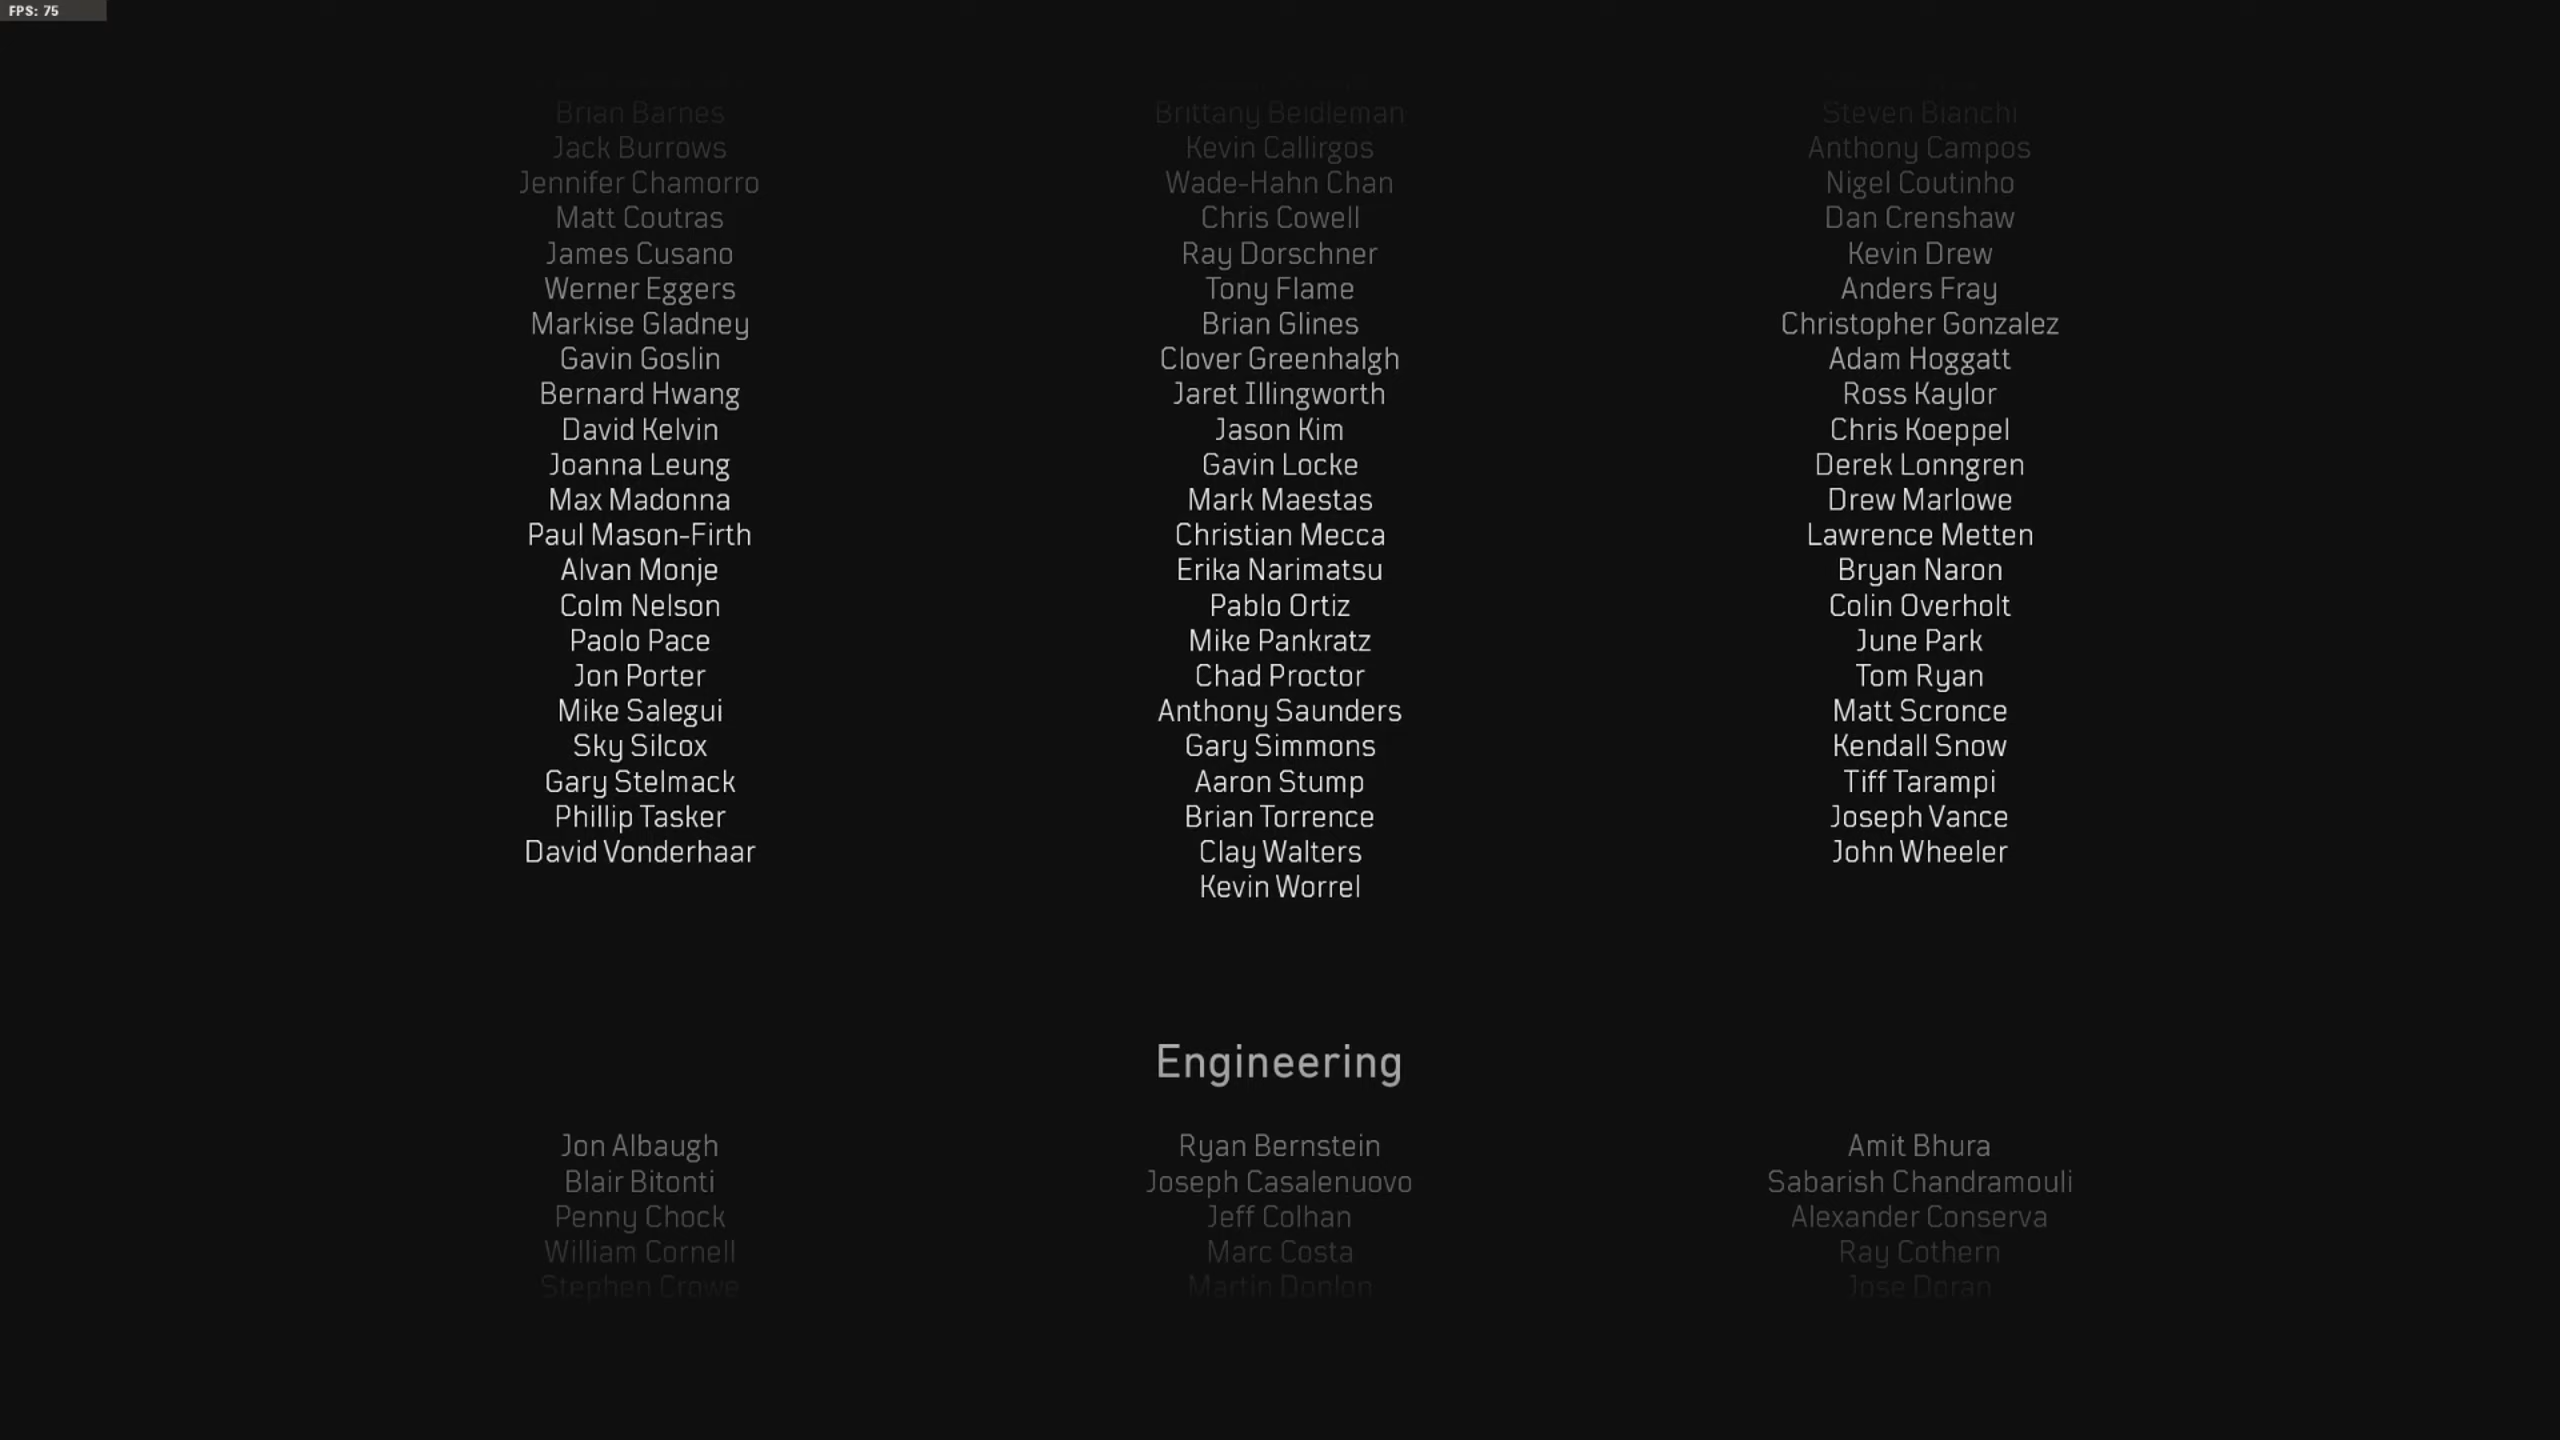 FPS: 75
Brian Barnes Brittany Beidleman Steven Bianchi
Jack Burrows Kevin Callirgos Anthony Campos
Jennifer Chamorro Wade-Hahn Chan Nigel Coutinho
Matt Coutras Chris Cowell Dan Crenshaw
James Cusano Ray Dorschner Kevin Drew
Werner Eggers Tony Flame Anders Fray
Markise Gladney Brian Glines Christopher Gonzalez
Gavin Goslin Clover Greenhalgh Adam Hoggatt
Bernard Hwang Jaret Illingworth Ross Kaylor
David Kelvin Jason Kim Chris Koeppel
Joanna Leung Gavin Locke Derek Lonngren
Max Madonna Mark Maestas Drew Marlowe
Paul Mason-Firth Christian Mecca Lawrence Metten
Alvan Monje Erika Narimatsu Bryan Naron
Colm Nelson Pablo Ortiz Colin Overholt
Paolo Pace Mike Pankratz June Park
Jon Porter Chad Proctor Tom Ryan
Mike Salegui Anthony Saunders Matt Scronce
Sky Silcox Gary Simmons Kendall Snow
Gary Stelmack Aaron Stump Tiff Tarampi
Phillip Tasker Brian Torrence Joseph Vance
David Vonderhaar Clay Walters John Wheeler
Kevin Worrel
Engineering
Jon Albaugh Ryan Bernstein Amit Bhura
Blair Bitonti Joseph Casalenuovo Sabarish Chandramouli
Penny Chock Jeff Colhan Alexander Conserva
William Cornell Marc Costa Ray Cothern
Stephen Crowe Martin Donlon Jose Doran